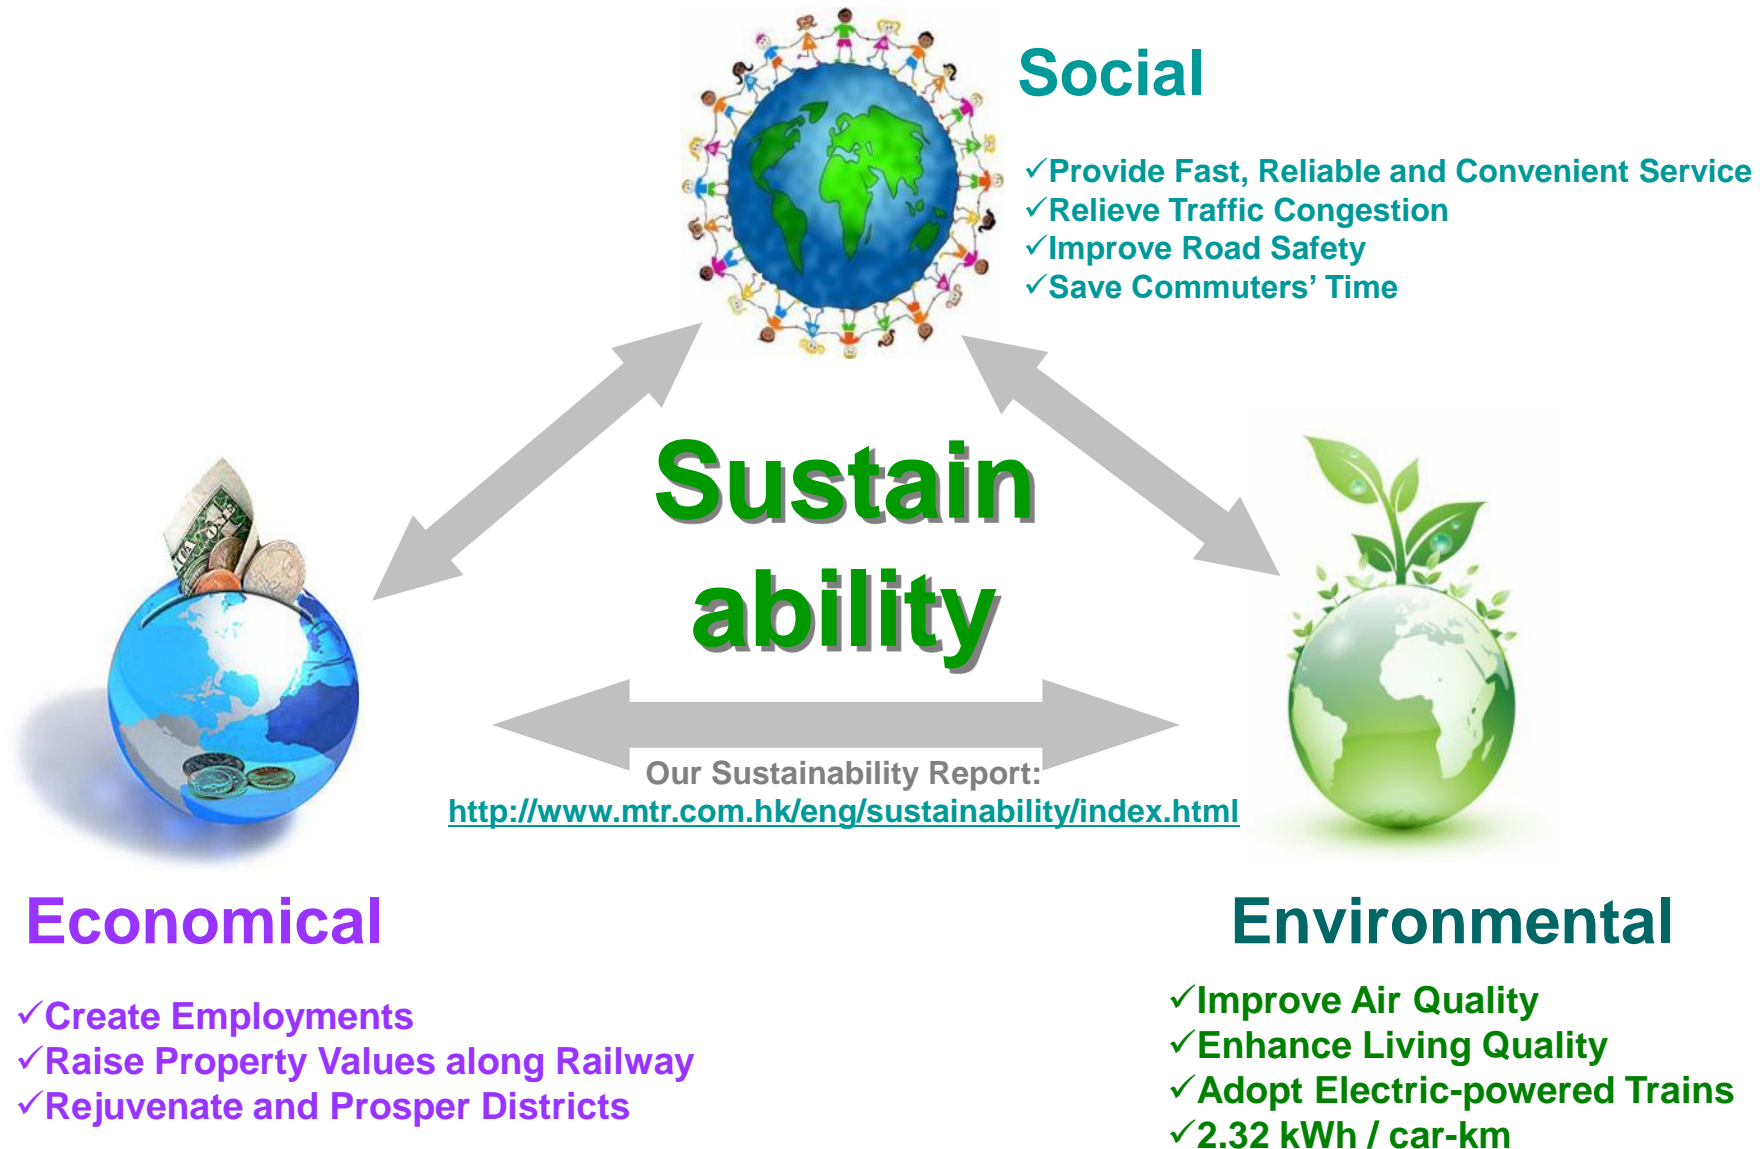 Social
✓Provide Fast, Reliable and Convenient Service
✓Relieve Traffic Congestion
✓Improve Road Safety
✓Save Commuters’ Time
Sustain
ability
Our Sustainability Report:
http://www.mtr.com.hk/eng/sustainability/index.html
Economical
✓Create Employments
✓Raise Property Values along Railway
✓Rejuvenate and Prosper Districts
Environmental
✓Improve Air Quality
✓Enhance Living Quality
✓Adopt Electric-powered Trains
✓2.32 kWh / car-km